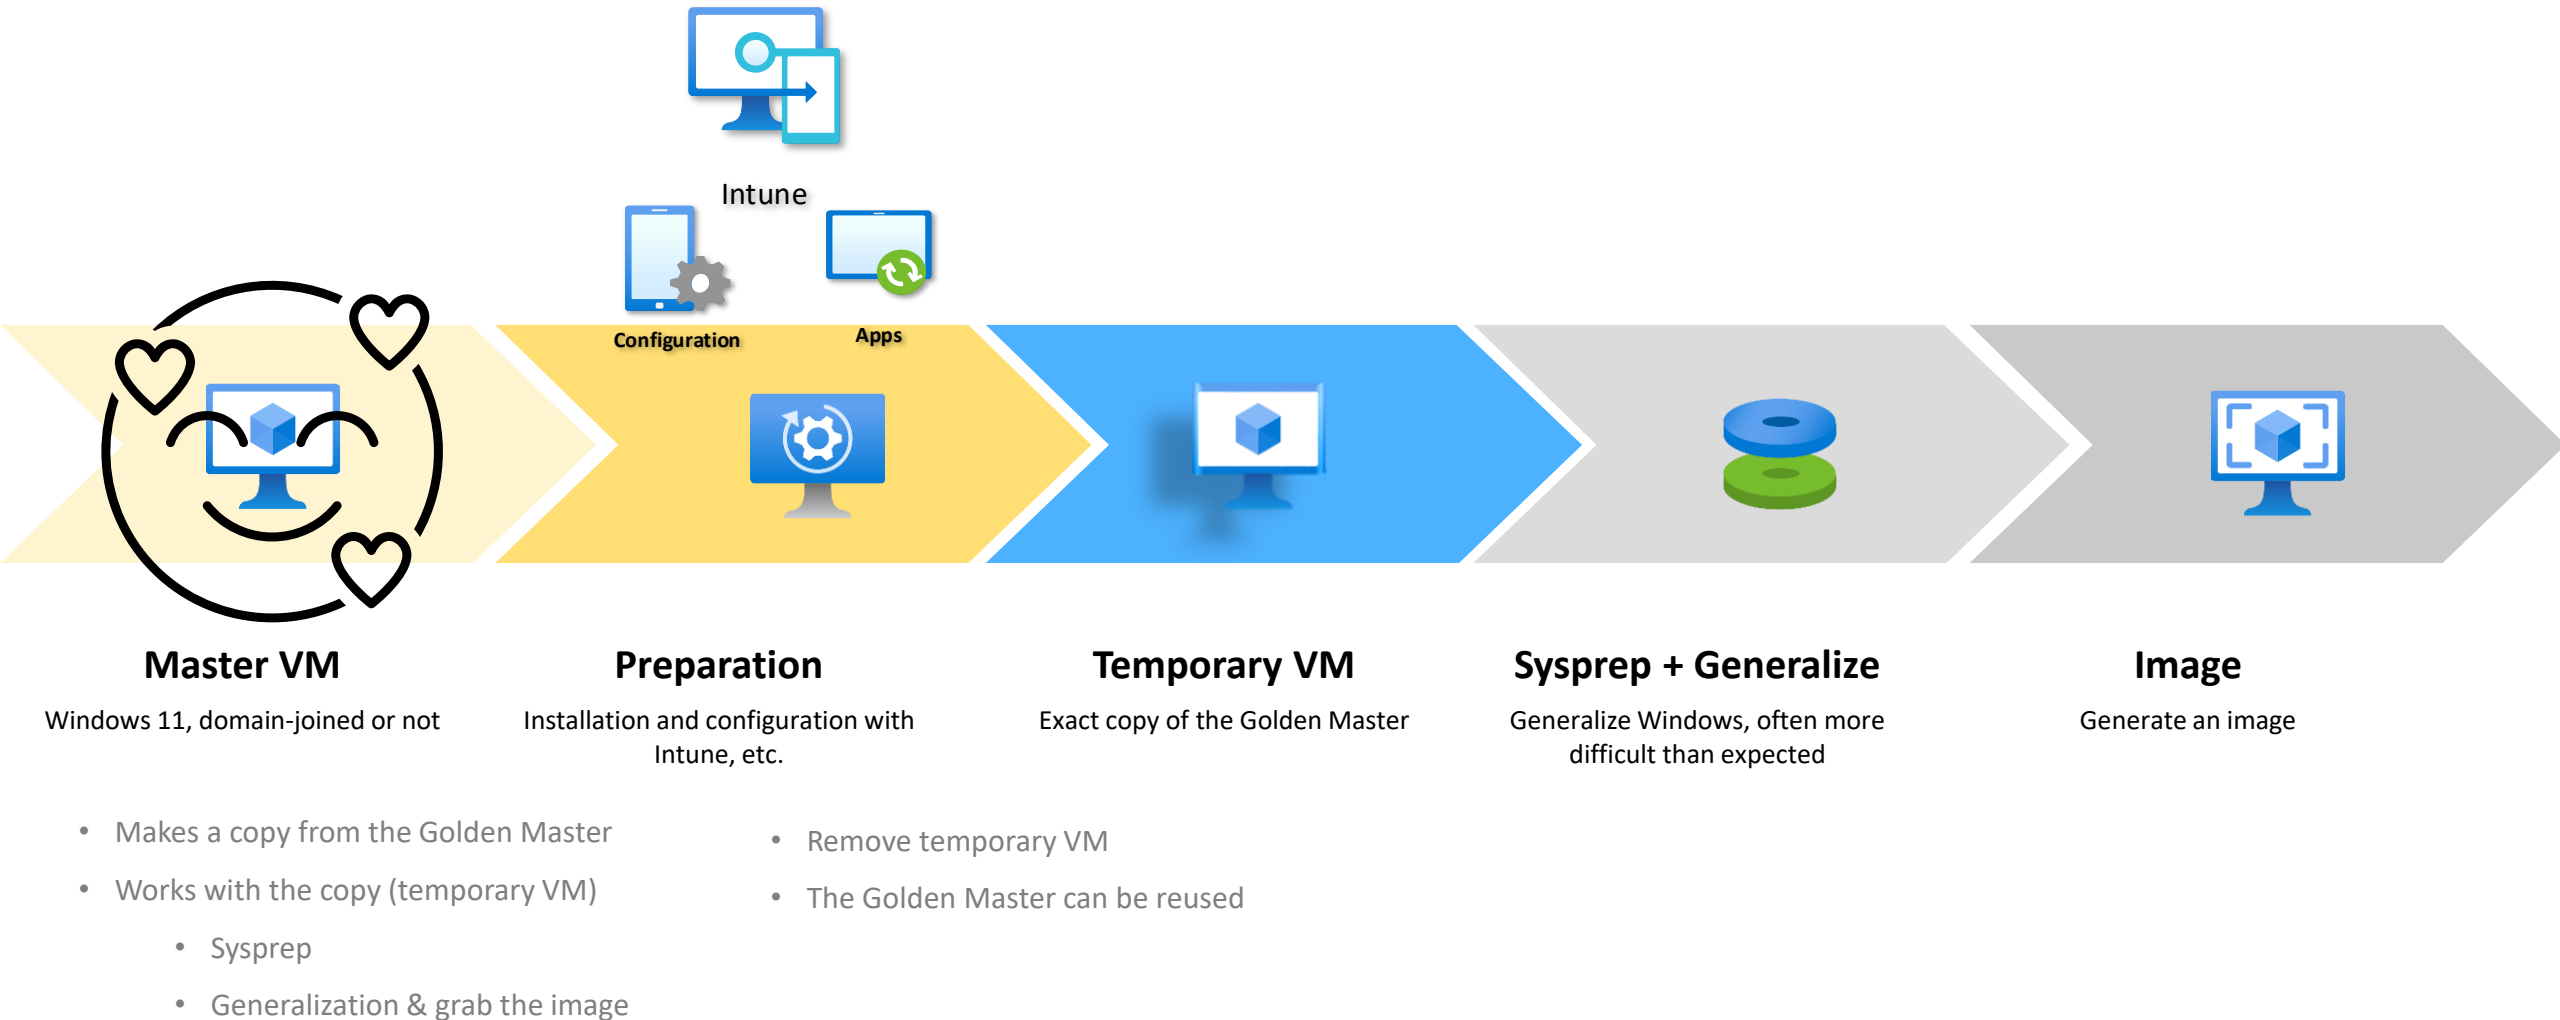 Intune
Configuration
Apps
Master VM
Windows 11, domain-joined or not
Preparation
Installation and configuration with
Intune, etc.
Temporary VM
Exact copy of the Golden Master
Sysprep + Generalize
Generalize Windows, often more
difficult than expected
Image
Generate an image
• Makes a copy from the Golden Master
• Works with the copy (temporary VM)
• Sysprep
• Generalization & grab the image
• Remove temporary VM
• The Golden Master can be reused